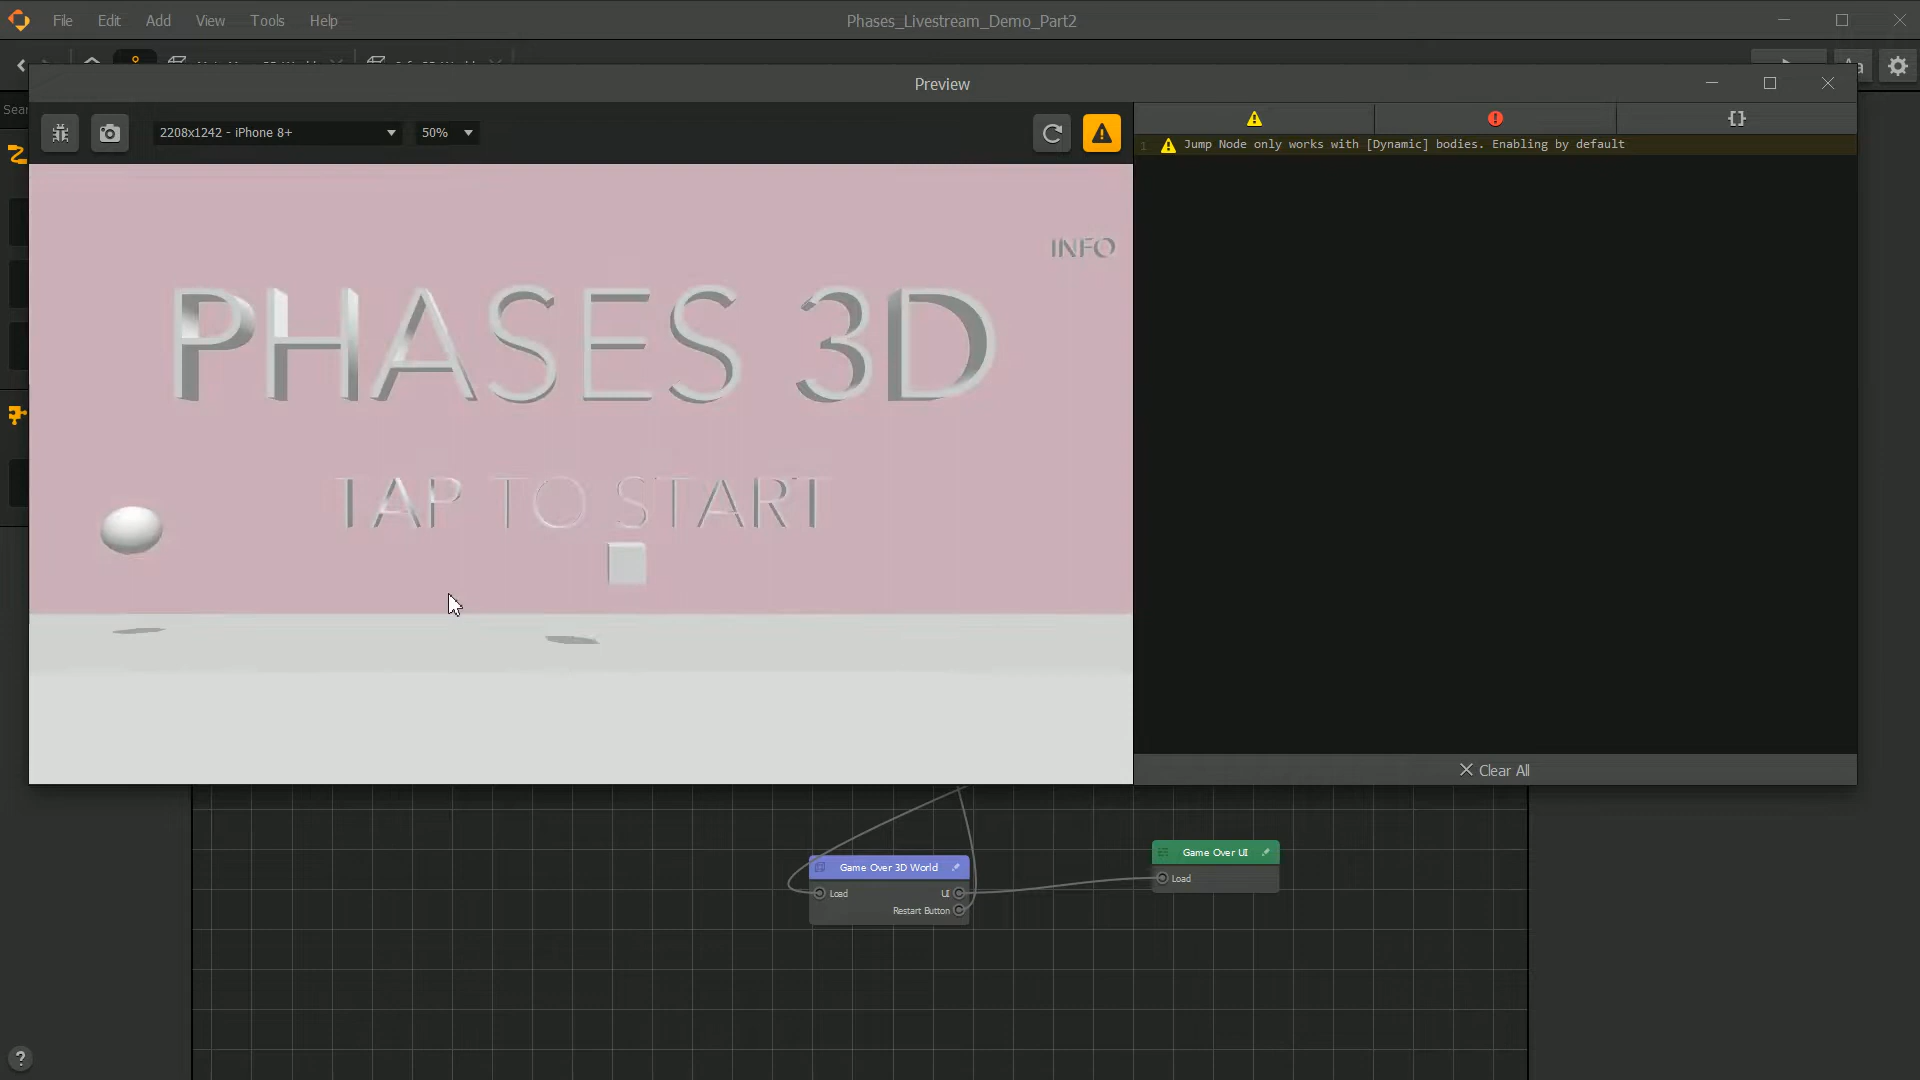 File Edit Add View Tools Help Phases_Livestream_Demo_Part2
Preview
2208x1242 - iPhone 8+ 50%
{}
1 Jump Node only works with [Dynamic] bodies. Enabling by default
INFO
PHASES 3D
TAP TO START
Clear All
Game Over 3D World
Load UI
Restart Button
Game Over UI
Load
?